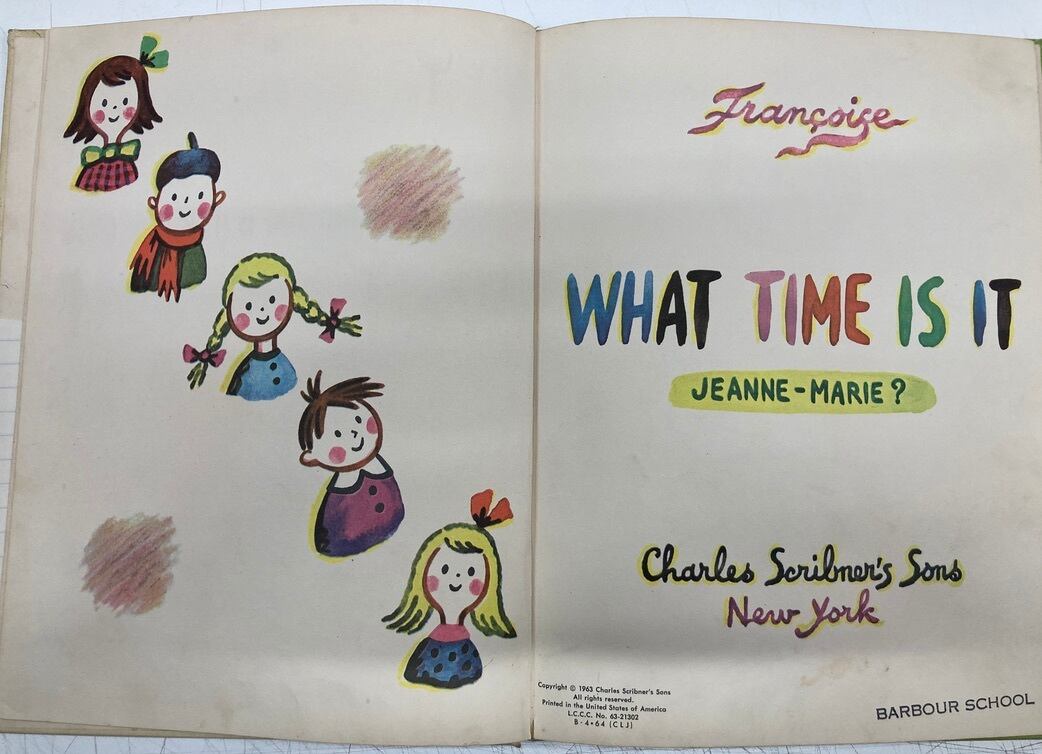 Françoise
WHAT TIME IS IT
JEANNE-MARIE?
Charles Scribner's Sons
New York
Copyright © 1963 Charles Scribner's Sons
All rights reserved.
Printed in the United States of America
L.C.C.C. No. 63-21302
B-4•64 (CLJ)
BARBOUR SCHOOL